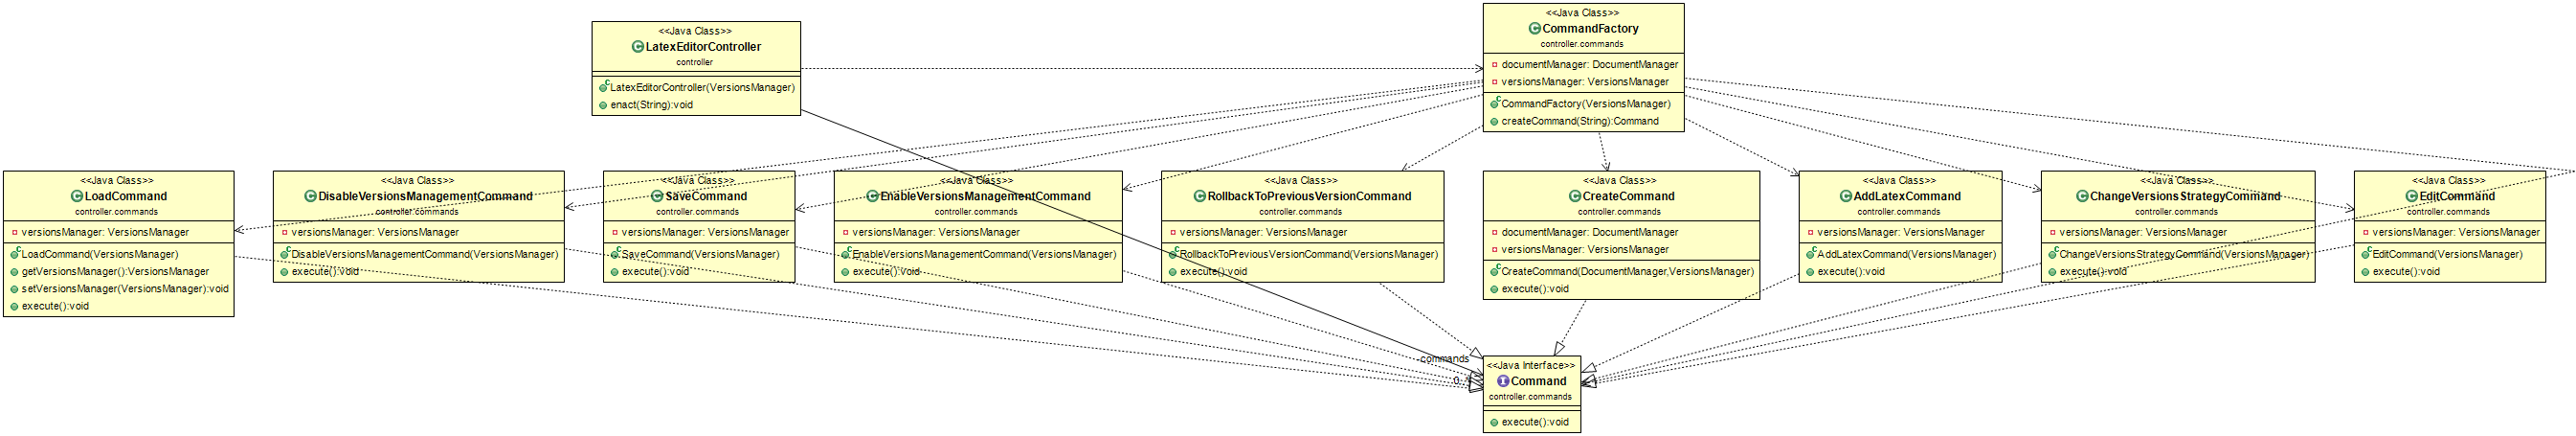 <<Java Class>>
LatexEditorController
controller
LatexEditorController(VersionsManager)
enact(String):void
<<Java Class>>
CommandFactory
controller.commands
documentManager: DocumentManager
versionsManager: VersionsManager
CommandFactory(VersionsManager)
createCommand(String):Command
<<Java Class>>
LoadCommand
controller.commands
versionsManager: VersionsManager
LoadCommand(VersionsManager)
getVersionsManager():VersionsManager
setVersionsManager(VersionsManager):void
execute():void
<<Java Class>>
DisableVersionsManagementCommand
controller.commands
versionsManager: VersionsManager
DisableVersionsManagementCommand(VersionsManager)
execute():void
<<Java Class>>
SaveCommand
controller.commands
versionsManager: VersionsManager
SaveCommand(VersionsManager)
execute():void
<<Java Class>>
EnableVersionsManagementCommand
controller.commands
versionsManager: VersionsManager
EnableVersionsManagementCommand(VersionsManager)
execute():void
<<Java Class>>
RollbackToPreviousVersionCommand
controller.commands
versionsManager: VersionsManager
RollbackToPreviousVersionCommand(VersionsManager)
execute():void
<<Java Class>>
CreateCommand
controller.commands
documentManager: DocumentManager
versionsManager: VersionsManager
CreateCommand(DocumentManager,VersionsManager)
execute():void
<<Java Class>>
AddLatexCommand
controller.commands
versionsManager: VersionsManager
AddLatexCommand(VersionsManager)
execute():void
<<Java Class>>
ChangeVersionsStrategyCommand
controller.commands
versionsManager: VersionsManager
ChangeVersionsStrategyCommand(VersionsManager)
execute():void
<<Java Class>>
EditCommand
controller.commands
versionsManager: VersionsManager
EditCommand(VersionsManager)
execute():void
-commands
<<Java Interface>>
Command
controller.commands
execute():void